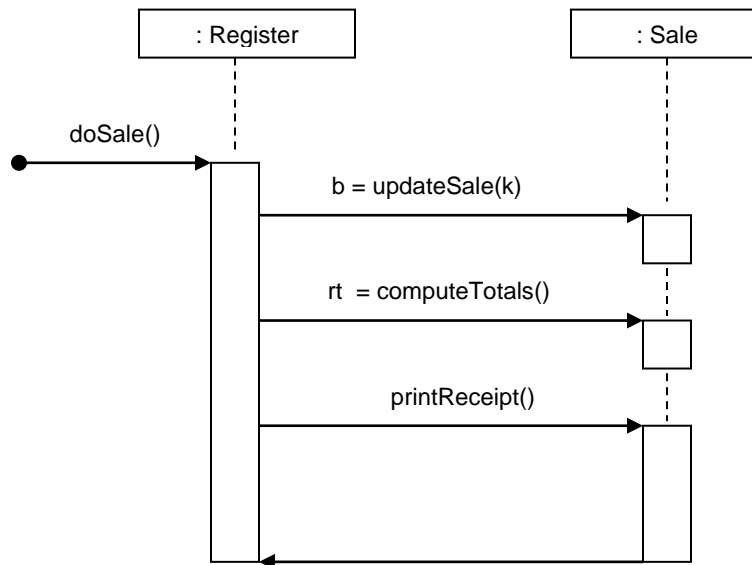 : Register
: Sale
doSale()
b = updateSale(k)
rt = computeTotals()
printReceipt()